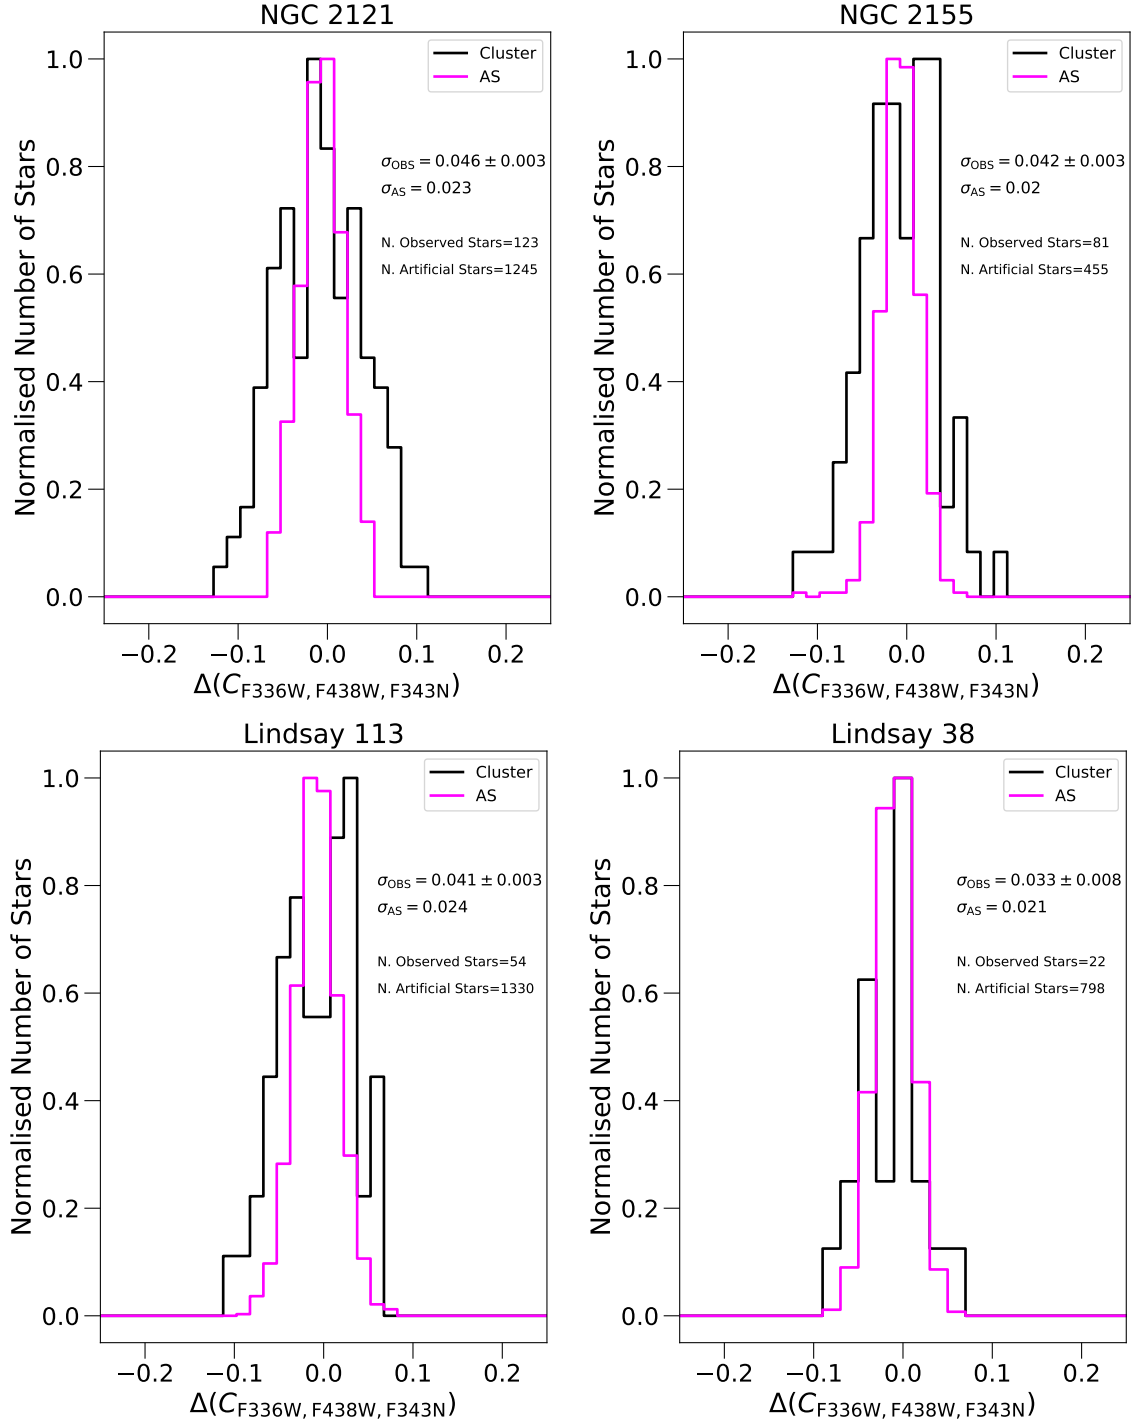 NGC 2121
Normalised Number of Stars
1.0
0.8
0.6
0.4
0.2
0.0
Cluster
AS
σOBS = 0.046 ± 0.003
σAS = 0.023
N. Observed Stars=123
N. Artificial Stars=1245
−0.2 −0.1 0.0 0.1 0.2
Δ(CF336W, F438W, F343N)
NGC 2155
Normalised Number of Stars
1.0
0.8
0.6
0.4
0.2
0.0
Cluster
AS
σOBS = 0.042 ± 0.003
σAS = 0.02
N. Observed Stars=81
N. Artificial Stars=455
−0.2 −0.1 0.0 0.1 0.2
Δ(CF336W, F438W, F343N)
Lindsay 113
Normalised Number of Stars
1.0
0.8
0.6
0.4
0.2
0.0
Cluster
AS
σOBS = 0.041 ± 0.003
σAS = 0.024
N. Observed Stars=54
N. Artificial Stars=1330
−0.2 −0.1 0.0 0.1 0.2
Δ(CF336W, F438W, F343N)
Lindsay 38
Normalised Number of Stars
1.0
0.8
0.6
0.4
0.2
0.0
Cluster
AS
σOBS = 0.033 ± 0.008
σAS = 0.021
N. Observed Stars=22
N. Artificial Stars=798
−0.2 −0.1 0.0 0.1 0.2
Δ(CF336W, F438W, F343N)